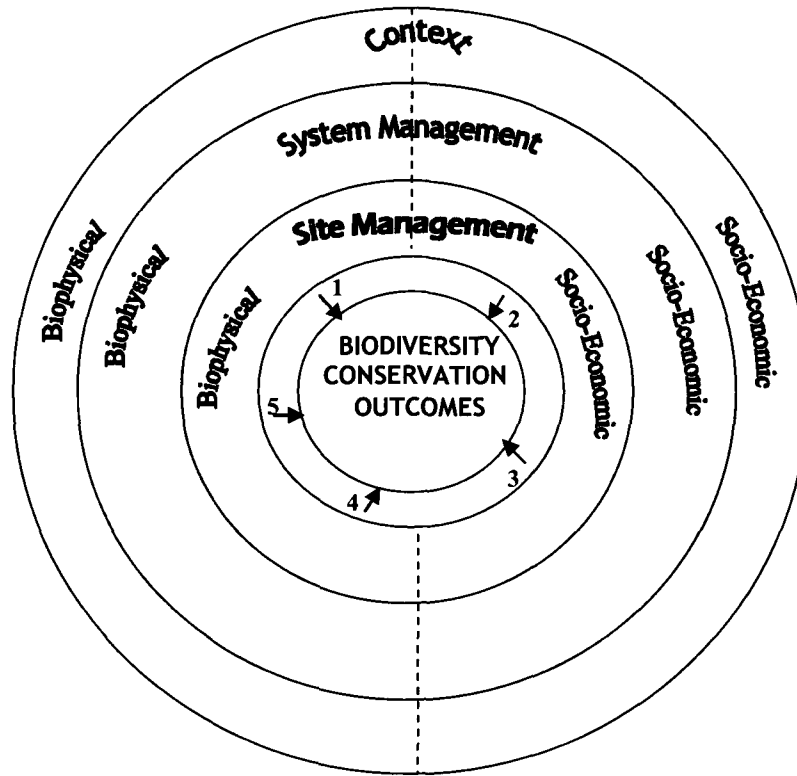 Context
System Management
Site Management
Biophysical
Biophysical
Biophysical
Socio-Economic
Socio-Economic
Socio-Economic
1
2
BIODIVERSITY
CONSERVATION
OUTCOMES
5
3
4